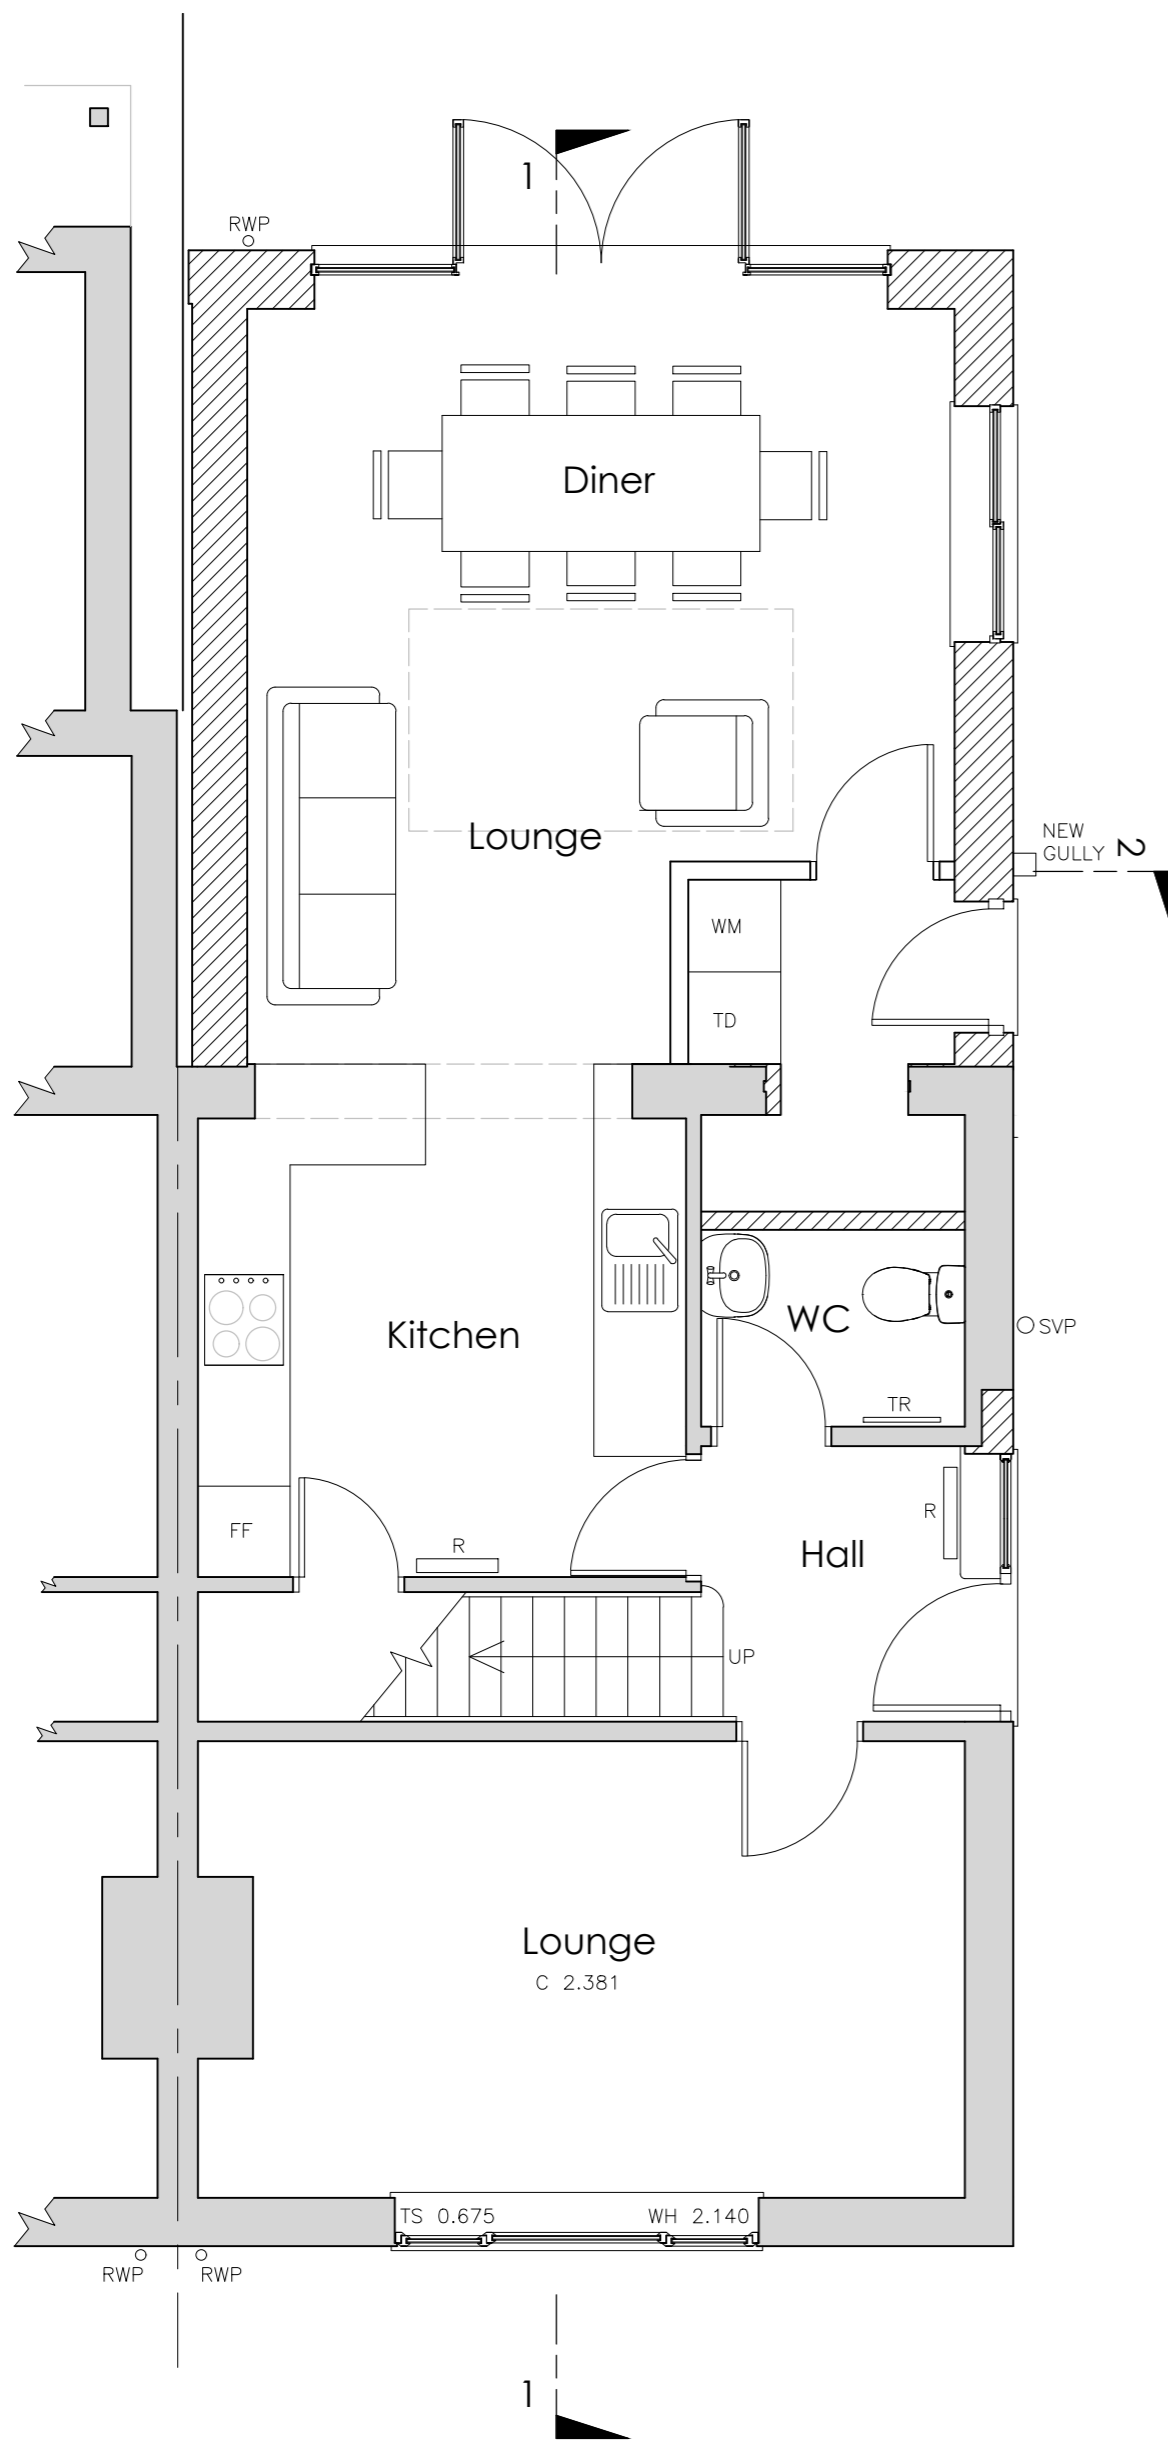 1
RWP
Diner
Lounge
NEW
GULLY
2
WM
TD
Kitchen
WC
SVP
TR
R
FF
R
Hall
UP
Lounge
C 2.381
TS 0.675
WH 2.140
RWP
RWP
1